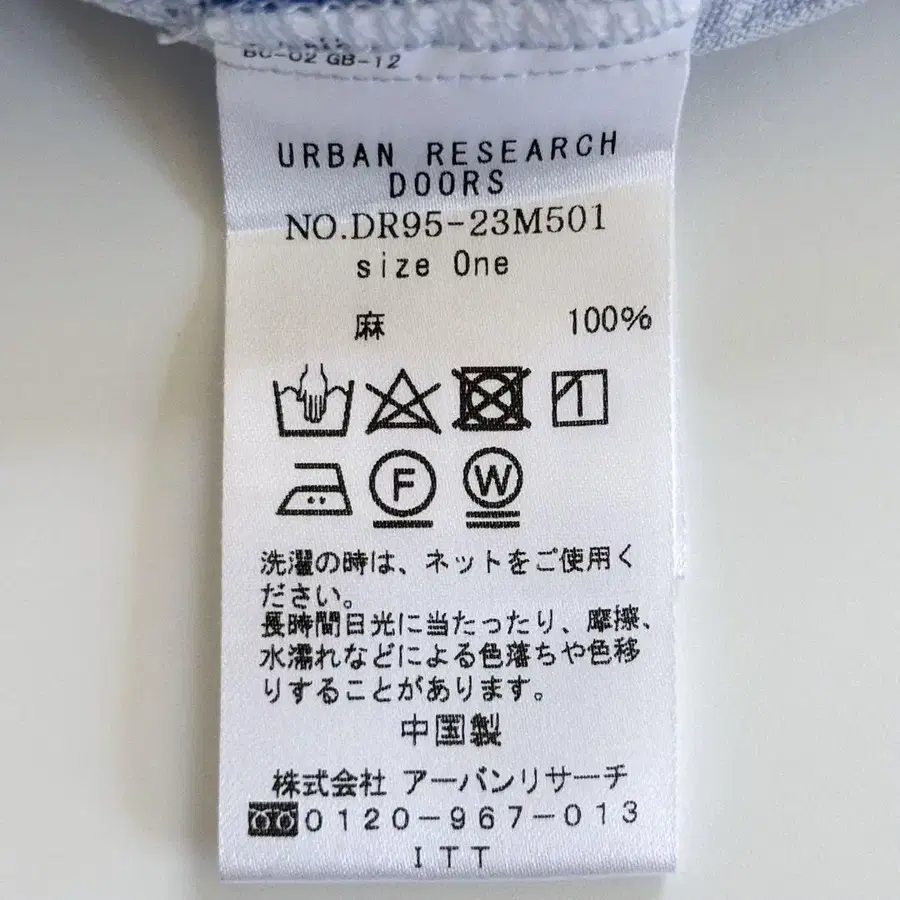 BC-02 GB-12
URBAN RESEARCH
DOORS
NO.DR95-23M501
size One
麻 100%
F W
洗濯の時は、ネットをご使用く
ださい。
長時間日光に当たったり、摩擦、
水濡れなどによる色落ちや色移
りすることがあります。
中国製
株式会社 アーバンリサーチ
0120-967-013
ITT